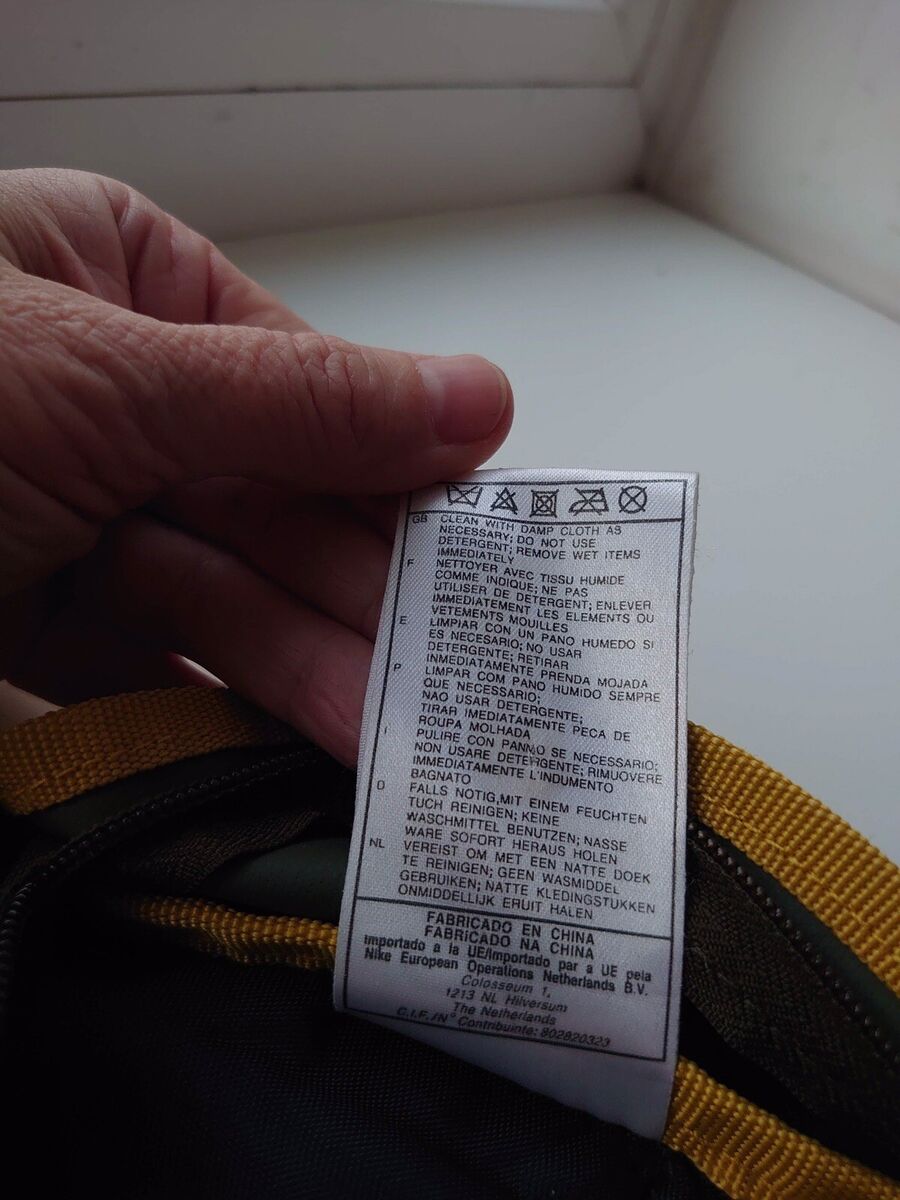 GB CLEAN WITH DAMP CLOTH AS
NECESSARY; DO NOT USE
DETERGENT; REMOVE WET ITEMS
IMMEDIATELY
F NETTOYER AVEC TISSU HUMIDE
COMME INDIQUE; NE PAS
UTILISER DE DETERGENT; ENLEVER
IMMEDIATEMENT LES ELEMENTS OU
VETEMENTS MOUILLES
E LIMPIAR CON UN PANO HUMEDO SI
ES NECESARIO; NO USAR
DETERGENTE; RETIRAR
INMEDIATAMENTE PRENDA MOJADA
P LIMPAR COM PANO HUMIDO SEMPRE
QUE NECESSARIO;
NAO USAR DETERGENTE;
TIRAR IMEDIATAMENTE PECA DE
ROUPA MOLHADA
I PULIRE CON PANNO SE NECESSARIO;
NON USARE DETERGENTE; RIMUOVERE
IMMEDIATAMENTE L'INDUMENTO
BAGNATO
D FALLS NOTIG,MIT EINEM FEUCHTEN
TUCH REINIGEN; KEINE
WASCHMITTEL BENUTZEN; NASSE
WARE SOFORT HERAUS HOLEN
NL VEREIST OM MET EEN NATTE DOEK
TE REINIGEN; GEEN WASMIDDEL
GEBRUIKEN; NATTE KLEDINGSTUKKEN
ONMIDDELLIJK ERUIT HALEN
FABRICADO EN CHINA
FABRICADO NA CHINA
Importado a la UE/Importado par a UE pela
Nike European Operations Netherlands B.V.
Colosseum 1,
1213 NL Hilversum
The Netherlands
C.I.F./N° Contribuinte: 802820323